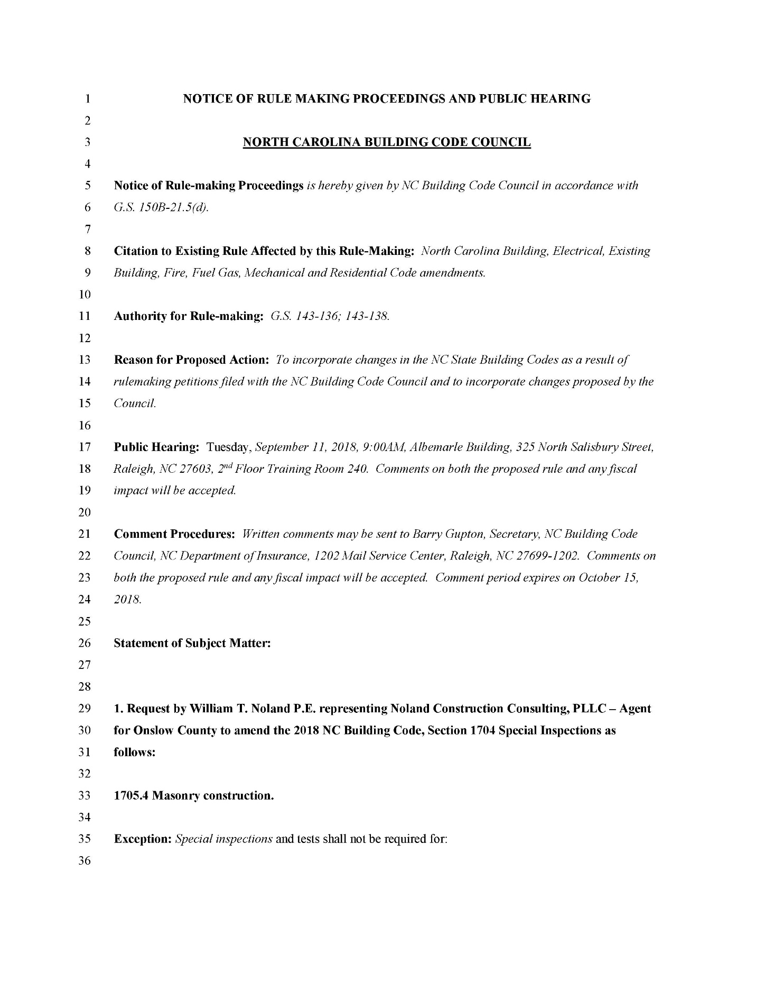 1 NOTICE OF RULE MAKING PROCEEDINGS AND PUBLIC HEARING
2
3 NORTH CAROLINA BUILDING CODE COUNCIL
4
5 Notice of Rule-making Proceedings is hereby given by NC Building Code Council in accordance with
6 G.S. 150B-21.5(d).
7
8 Citation to Existing Rule Affected by this Rule-Making: North Carolina Building, Electrical, Existing
9 Building, Fire, Fuel Gas, Mechanical and Residential Code amendments.
10
11 Authority for Rule-making: G.S. 143-136; 143-138.
12
13 Reason for Proposed Action: To incorporate changes in the NC State Building Codes as a result of
14 rulemaking petitions filed with the NC Building Code Council and to incorporate changes proposed by the
15 Council.
16
17 Public Hearing: Tuesday, September 11, 2018, 9:00AM, Albemarle Building, 325 North Salisbury Street,
18 Raleigh, NC 27603, 2nd Floor Training Room 240. Comments on both the proposed rule and any fiscal
19 impact will be accepted.
20
21 Comment Procedures: Written comments may be sent to Barry Gupton, Secretary, NC Building Code
22 Council, NC Department of Insurance, 1202 Mail Service Center, Raleigh, NC 27699-1202. Comments on
23 both the proposed rule and any fiscal impact will be accepted. Comment period expires on October 15,
24 2018.
25
26 Statement of Subject Matter:
27
28
29 1. Request by William T. Noland P.E. representing Noland Construction Consulting, PLLC – Agent
30 for Onslow County to amend the 2018 NC Building Code, Section 1704 Special Inspections as
31 follows:
32
33 1705.4 Masonry construction.
34
35 Exception: Special inspections and tests shall not be required for:
36